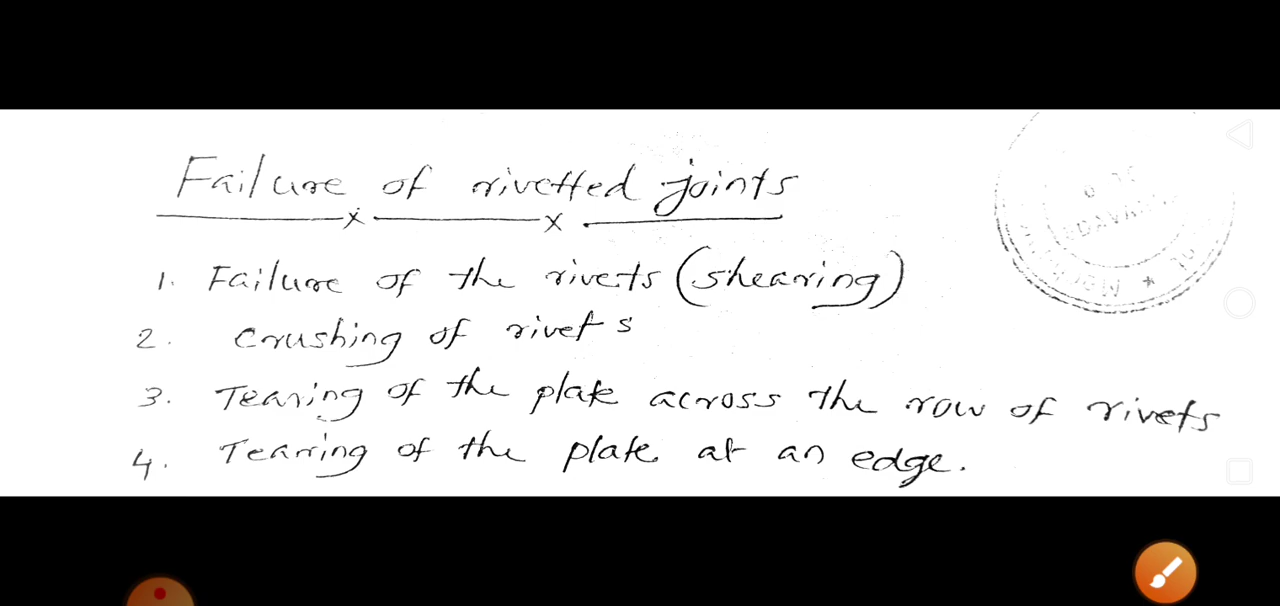 Failure of rivetted joints
1. Failure of the rivets (shearing)
2. Crushing of rivets
3. Tearing of the plate across the row of rivets
4. Tearing of the plate at an edge.